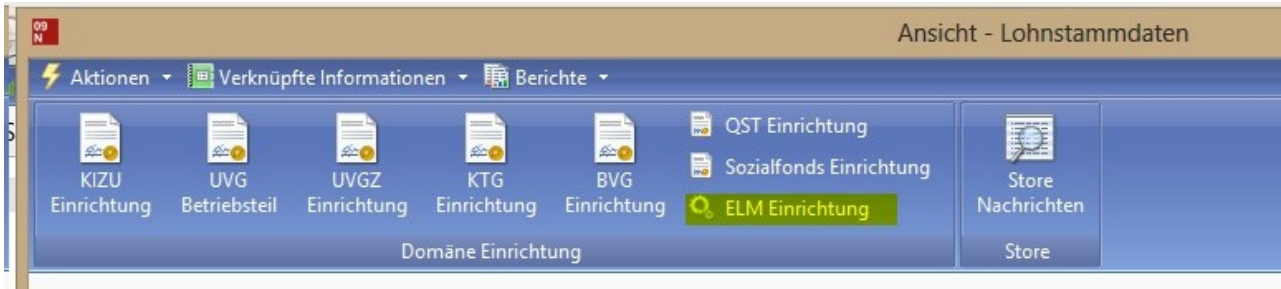 09
N
Ansicht - Lohnstammdaten
Aktionen Verknüpfte Informationen Berichte
KIZU
Einrichtung
UVG
Betriebsteil
UVGZ
Einrichtung
KTG
Einrichtung
BVG
Einrichtung
QST Einrichtung
Sozialfonds Einrichtung
ELM Einrichtung
Store
Nachrichten
Domäne Einrichtung
Store